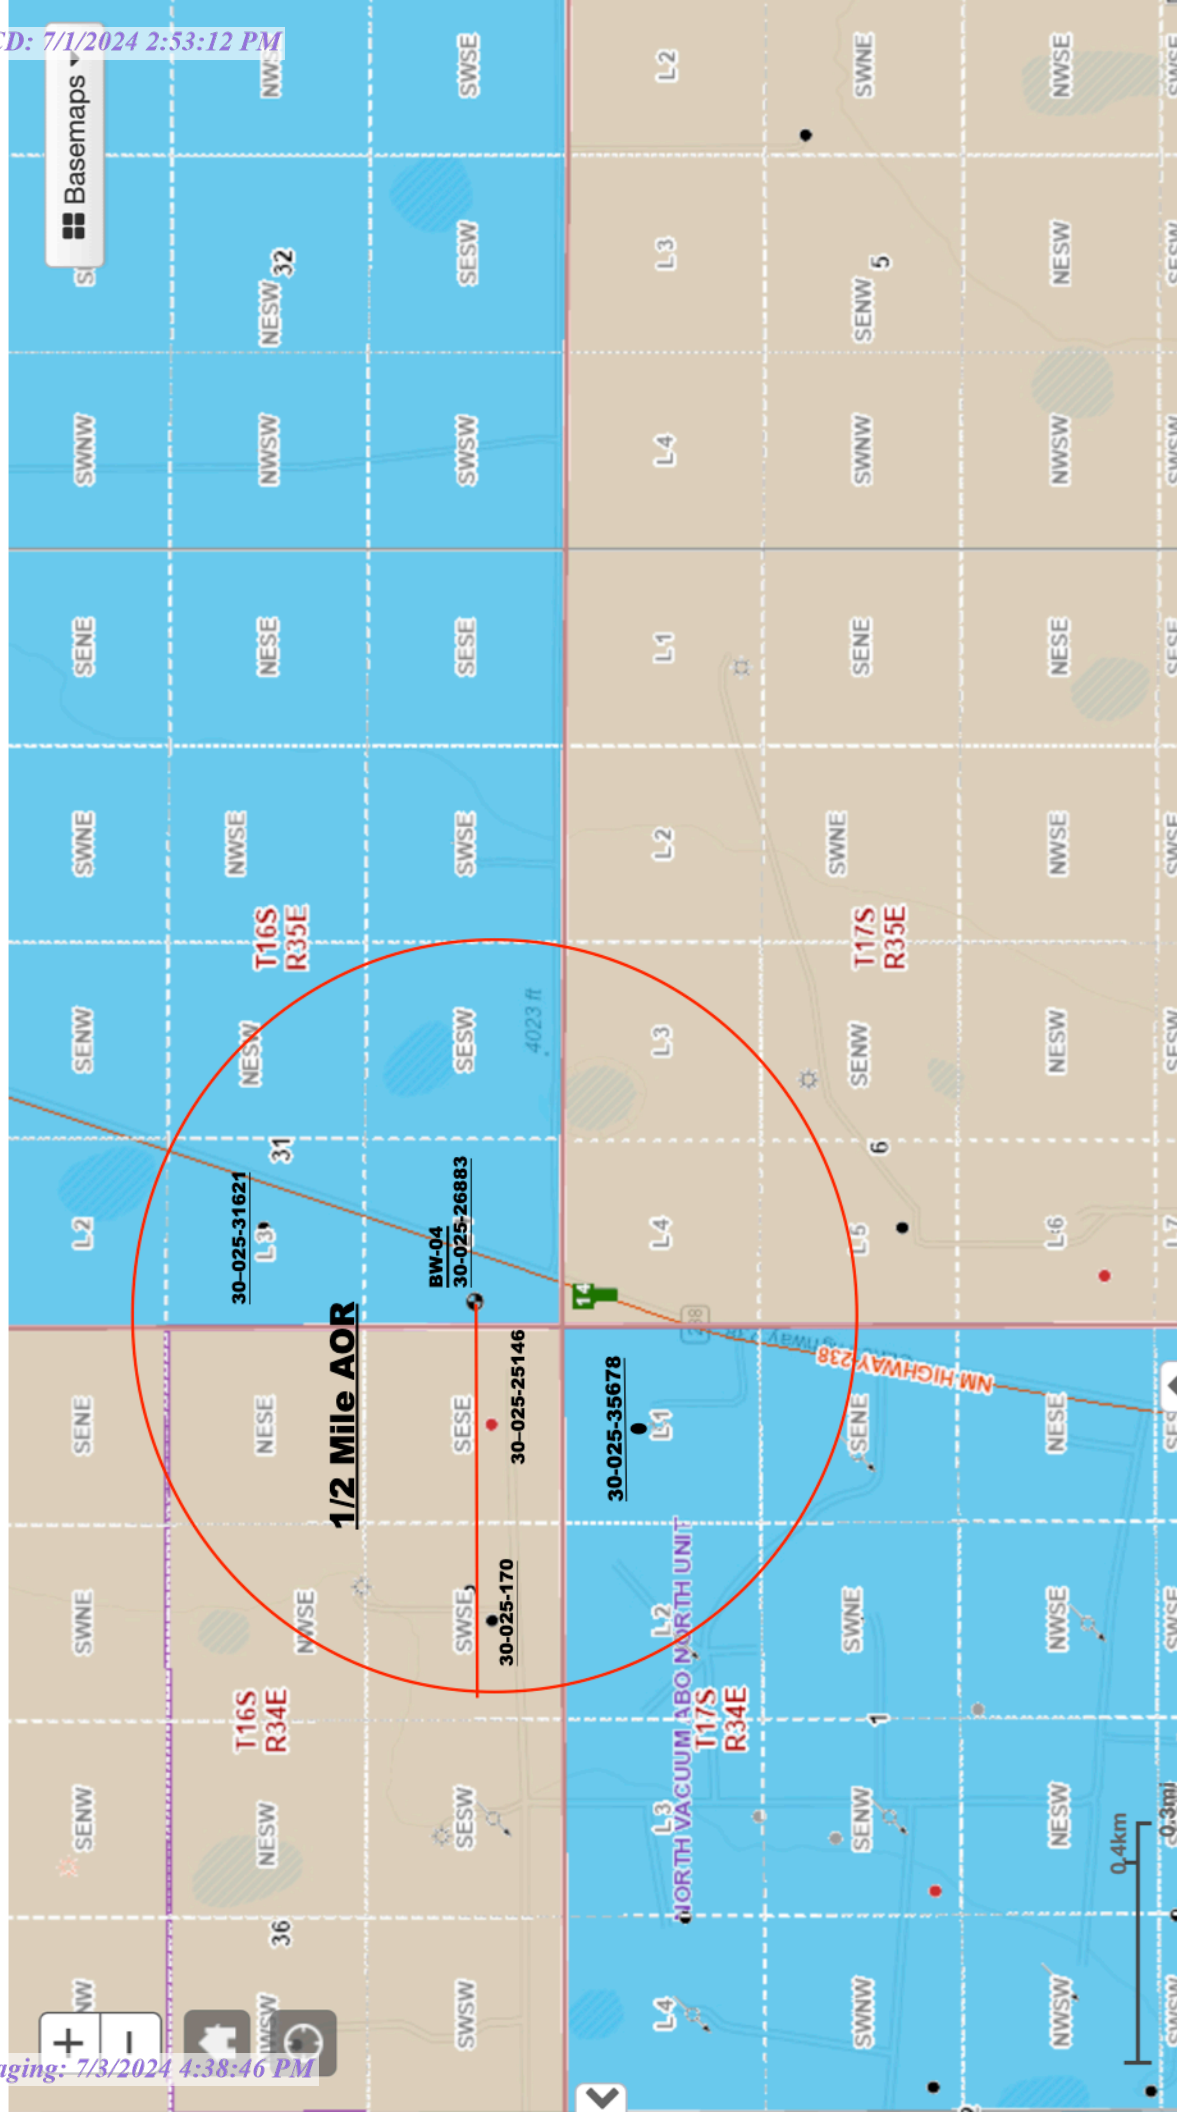 CD: 7/1/2024 2:53:12 PM
Basemaps
SWSE
L2
SWNE
NWSE
32
NESW
SESW
L3
5
SENW
NESW
SWNW
NWSW
SWSW
L4
SWNW
NWSW
SENE
NESE
SESE
L1
SENE
NESE
SWNE
NWSE
SWSE
L2
SWNE
NWSE
T16S
R35E
T17S
R35E
SENW
NESW
SESW
4023 ft
L3
SENW
NESW
31
6
L2
30-025-31621
L3
BW-04
30-025-26883
L4
L5
L6
L7
14
238
NM HIGHWAY 238
1/2 Mile AOR
SENE
NESE
SESE
30-025-25146
30-025-35678
L1
SENE
NESE
SWNE
NWSE
SWSE
30-025-170
L2
SWNE
NWSE
NORTH VACUUM ABO NORTH UNIT
T16S
R34E
T17S
R34E
1
SENW
NESW
SESW
L3
SENW
NESW
36
0.4km
0.3mi
SWSW
L4
SWNW
NWSW
+
−
aging: 7/3/2024 4:38:46 PM